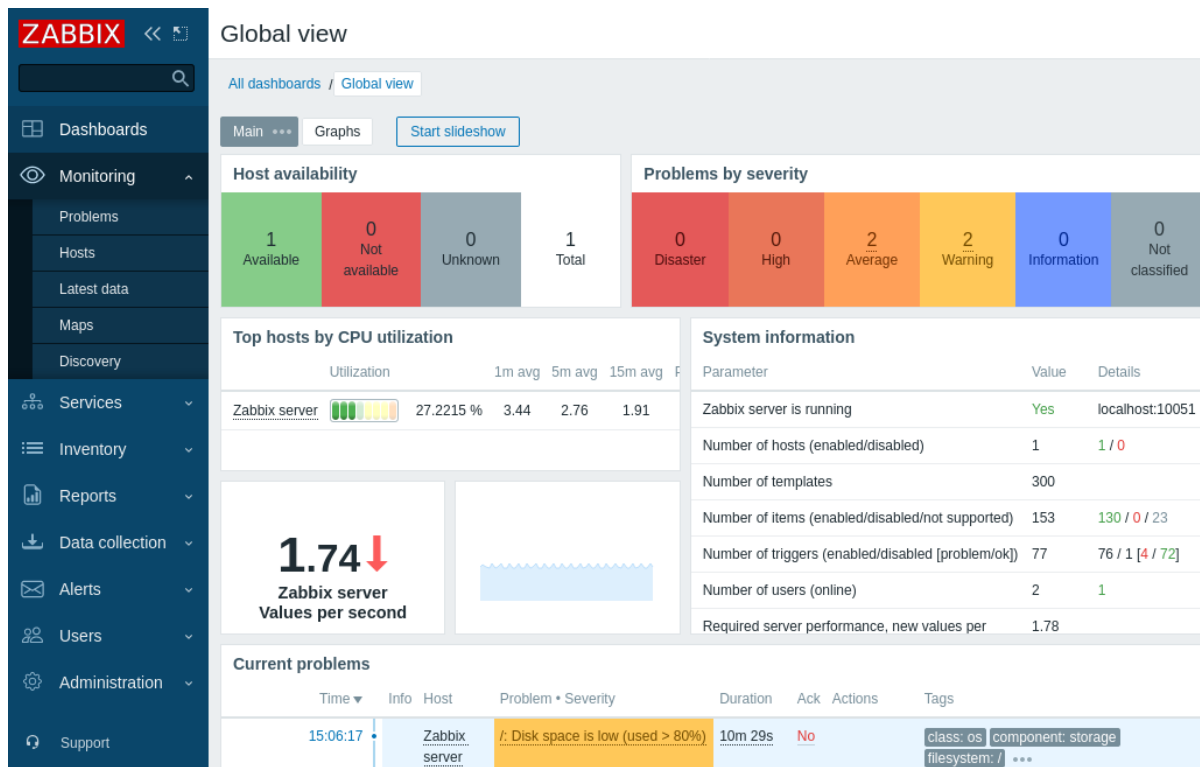 ZABBIX
Dashboards
Monitoring
Problems
Hosts
Latest data
Maps
Discovery
Services
Inventory
Reports
Data collection
Alerts
Users
Administration
Support
Global view
All dashboards / Global view
Main ••• Graphs Start slideshow
Host availability
1 Available
0 Not available
0 Unknown
1 Total
Problems by severity
0 Disaster
0 High
2 Average
2 Warning
0 Information
0 Not classified
Top hosts by CPU utilization
Utilization 1m avg 5m avg 15m avg
Zabbix server 27.2215 % 3.44 2.76 1.91
System information
Parameter Value Details
Zabbix server is running Yes localhost:10051
Number of hosts (enabled/disabled) 1 1 / 0
Number of templates 300
Number of items (enabled/disabled/not supported) 153 130 / 0 / 23
Number of triggers (enabled/disabled [problem/ok]) 77 76 / 1 [4 / 72]
Number of users (online) 2 1
Required server performance, new values per 1.78
1.74
Zabbix server
Values per second
Current problems
Time Info Host Problem • Severity Duration Ack Actions Tags
15:06:17 Zabbix server /: Disk space is low (used > 80%) 10m 29s No class: os component: storage
filesystem: / •••